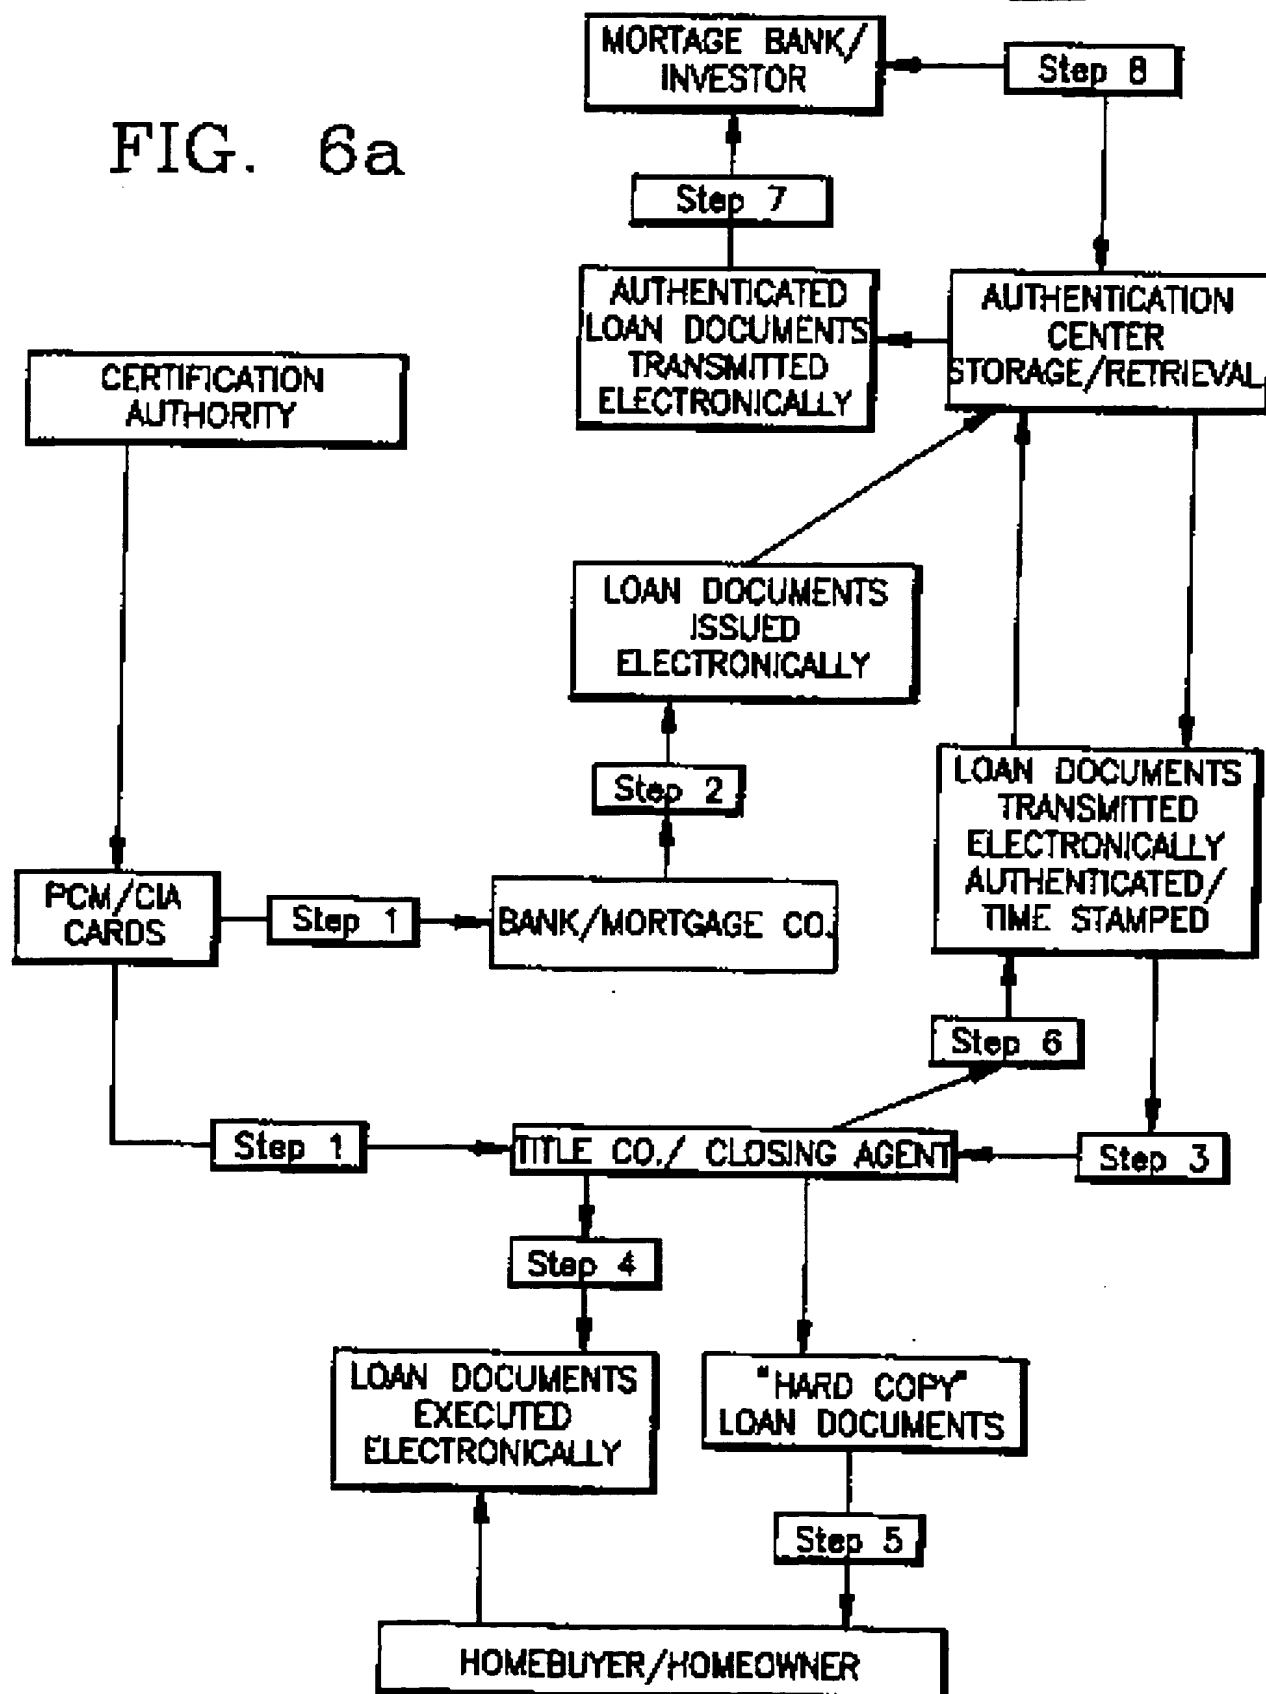 MORTAGE BANK/
INVESTOR
Step 8
FIG. 6a
Step 7
AUTHENTICATED
LOAN DOCUMENTS
TRANSMITTED
ELECTRONICALLY
AUTHENTICATION
CENTER
STORAGE/RETRIEVAL
CERTIFICATION
AUTHORITY
LOAN DOCUMENTS
ISSUED
ELECTRONICALLY
Step 2
LOAN DOCUMENTS
TRANSMITTED
ELECTRONICALLY
AUTHENTICATED/
TIME STAMPED
PCM/CIA
CARDS
Step 1
BANK/MORTGAGE CO.
Step 6
Step 1
TITLE CO./ CLOSING AGENT
Step 3
Step 4
LOAN DOCUMENTS
EXECUTED
ELECTRONICALLY
"HARD COPY"
LOAN DOCUMENTS
Step 5
HOMEBUYER/HOMEOWNER